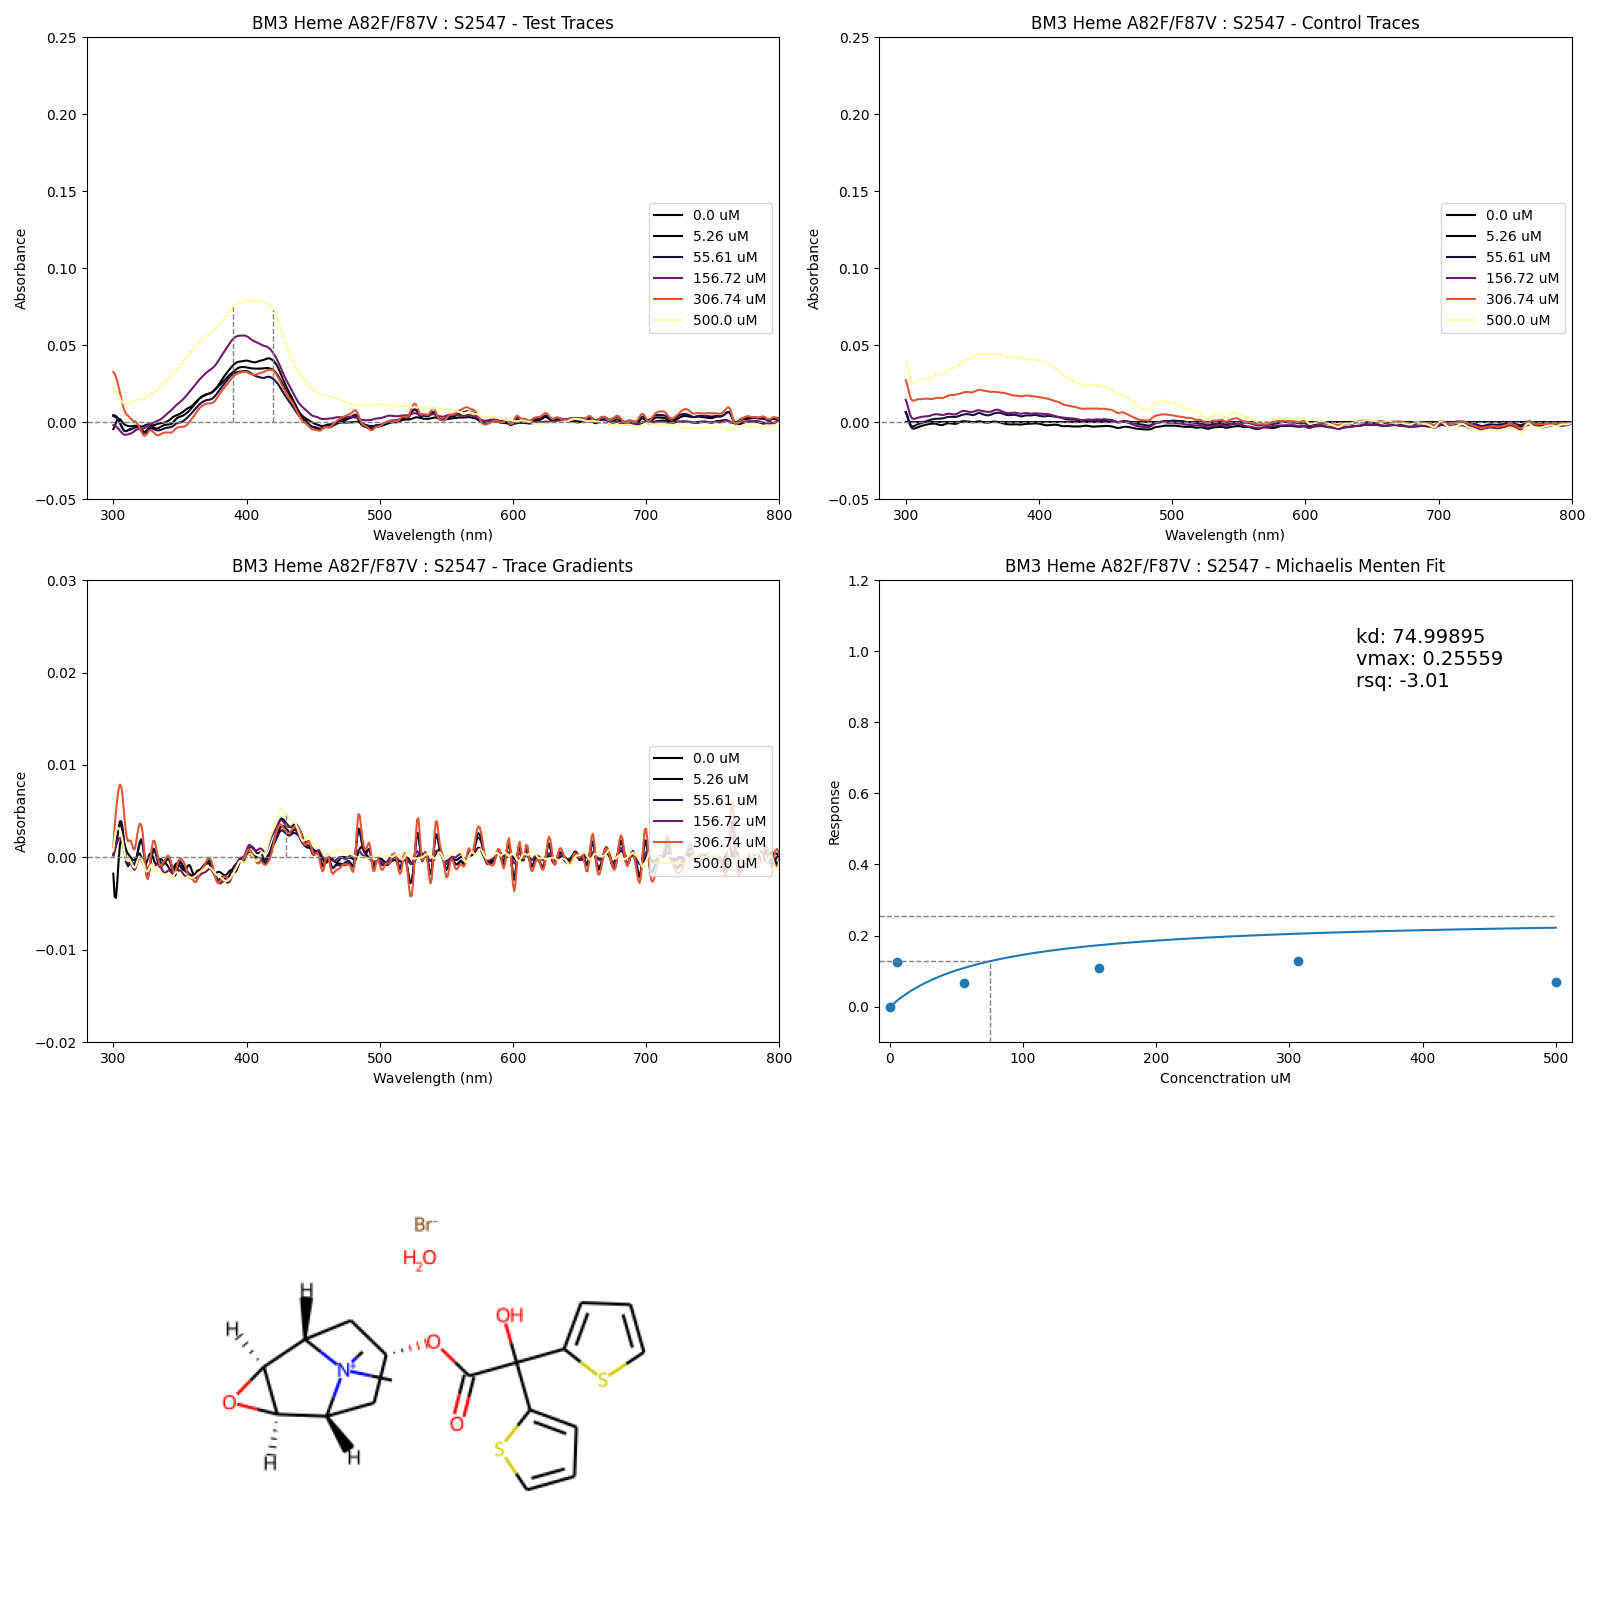 BM3 Heme A82F/F87V : S2547 - Test Traces
0.25
0.20
0.15
0.10
0.05
0.00
−0.05
Absorbance
300 400 500 600 700 800
Wavelength (nm)
0.0 uM
5.26 uM
55.61 uM
156.72 uM
306.74 uM
500.0 uM
BM3 Heme A82F/F87V : S2547 - Control Traces
0.25
0.20
0.15
0.10
0.05
0.00
−0.05
Absorbance
300 400 500 600 700 800
Wavelength (nm)
0.0 uM
5.26 uM
55.61 uM
156.72 uM
306.74 uM
500.0 uM
BM3 Heme A82F/F87V : S2547 - Trace Gradients
0.03
0.02
0.01
0.00
−0.01
−0.02
Absorbance
300 400 500 600 700 800
Wavelength (nm)
0.0 uM
5.26 uM
55.61 uM
156.72 uM
306.74 uM
500.0 uM
BM3 Heme A82F/F87V : S2547 - Michaelis Menten Fit
1.2
1.0
0.8
0.6
0.4
0.2
0.0
Response
0 100 200 300 400 500
Concenctration uM
kd: 74.99895
vmax: 0.25559
rsq: -3.01
Br⁻
H₂O
H
H
OH
O
N⁺
S
O
O
S
H
H